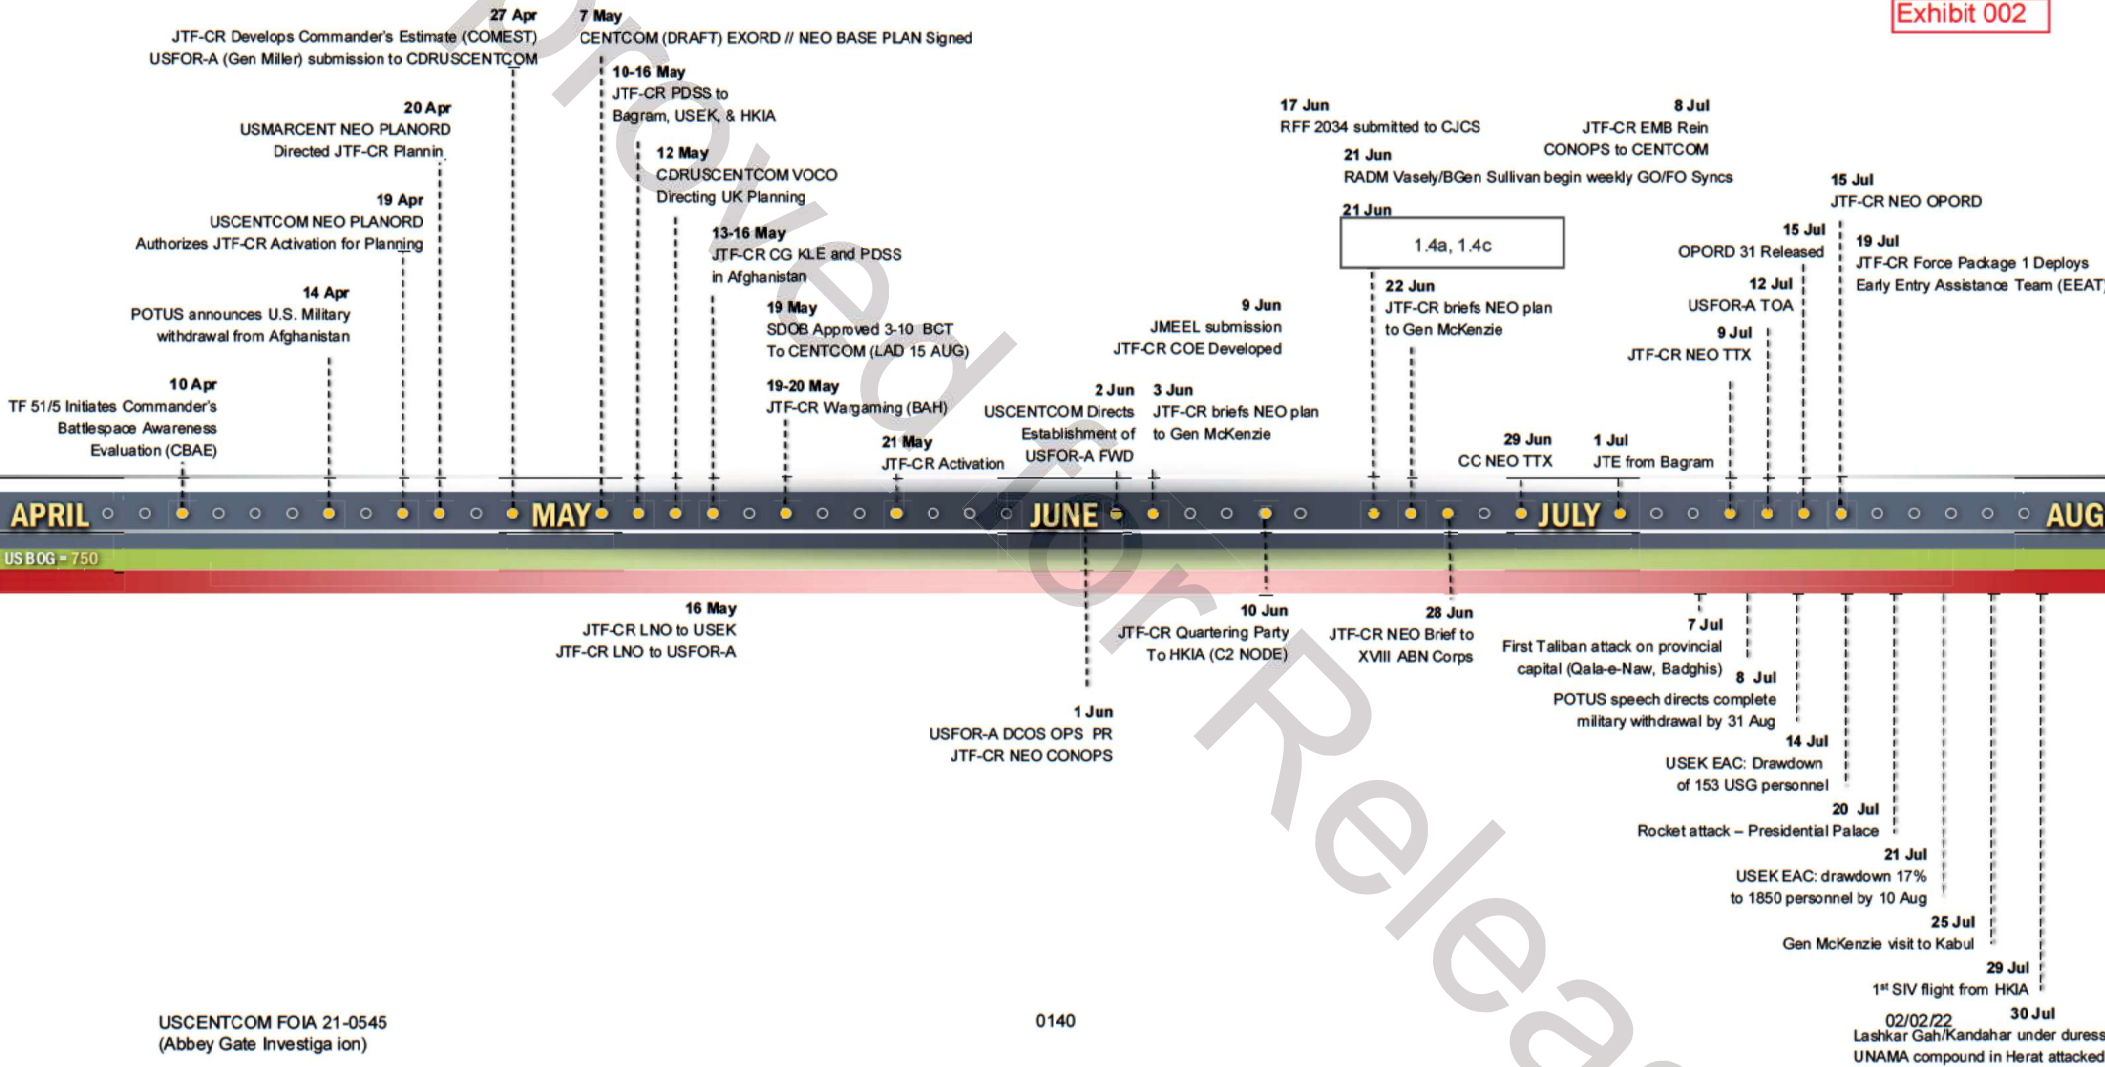 Exhibit 002
27 Apr
JTF-CR Develops Commander's Estimate (COMEST)
USFOR-A (Gen Miller) submission to CDRUSCENTCOM
7 May
CENTCOM (DRAFT) EXORD // NEO BASE PLAN Signed
10-16 May
JTF-CR PDSS to
Bagram, USEK, & HKIA
20 Apr
USMARCENT NEO PLANORD
Directed JTF-CR Plannin
12 May
CDRUSCENTCOM VOCO
Directing UK Planning
19 Apr
USCENTCOM NEO PLANORD
Authorizes JTF-CR Activation for Planning
13-16 May
JTF-CR CG KLE and PDSS
in Afghanistan
14 Apr
POTUS announces U.S. Military
withdrawal from Afghanistan
19 May
SDOB Approved 3-10 BCT
To CENTCOM (LAD 15 AUG)
10 Apr
TF 51/5 Initiates Commander's
Battlespace Awareness
Evaluation (CBAE)
19-20 May
JTF-CR Wargaming (BAH)
21 May
JTF-CR Activation
2 Jun
USCENTCOM Directs
Establishment of
USFOR-A FWD
3 Jun
JTF-CR briefs NEO plan
to Gen McKenzie
9 Jun
JMEEL submission
JTF-CR COE Developed
17 Jun
RFF 2034 submitted to CJCS
21 Jun
RADM Vasely/BGen Sullivan begin weekly GO/FO Syncs
21 Jun
1.4a, 1.4c
22 Jun
JTF-CR briefs NEO plan
to Gen McKenzie
29 Jun
CC NEO TTX
1 Jul
JTE from Bagram
8 Jul
JTF-CR EMB Rein
CONOPS to CENTCOM
9 Jul
JTF-CR NEO TTX
12 Jul
USFOR-A TOA
15 Jul
OPORD 31 Released
15 Jul
JTF-CR NEO OPORD
19 Jul
JTF-CR Force Package 1 Deploys
Early Entry Assistance Team (EEAT)
APRIL MAY JUNE JULY AUG
US BOG = 750
16 May
JTF-CR LNO to USEK
JTF-CR LNO to USFOR-A
1 Jun
USFOR-A DCOS OPS PR
JTF-CR NEO CONOPS
10 Jun
JTF-CR Quartering Party
To HKIA (C2 NODE)
28 Jun
JTF-CR NEO Brief to
XVIII ABN Corps
7 Jul
First Taliban attack on provincial
capital (Qala-e-Naw, Badghis)
8 Jul
POTUS speech directs complete
military withdrawal by 31 Aug
14 Jul
USEK EAC: Drawdown
of 153 USG personnel
20 Jul
Rocket attack – Presidential Palace
21 Jul
USEK EAC: drawdown 17%
to 1850 personnel by 10 Aug
25 Jul
Gen McKenzie visit to Kabul
29 Jul
1st SIV flight from HKIA
30 Jul
Lashkar Gah/Kandahar under duress
UNAMA compound in Herat attacked
USCENTCOM FOIA 21-0545
(Abbey Gate Investiga ion)
0140
02/02/22
proved for Releas